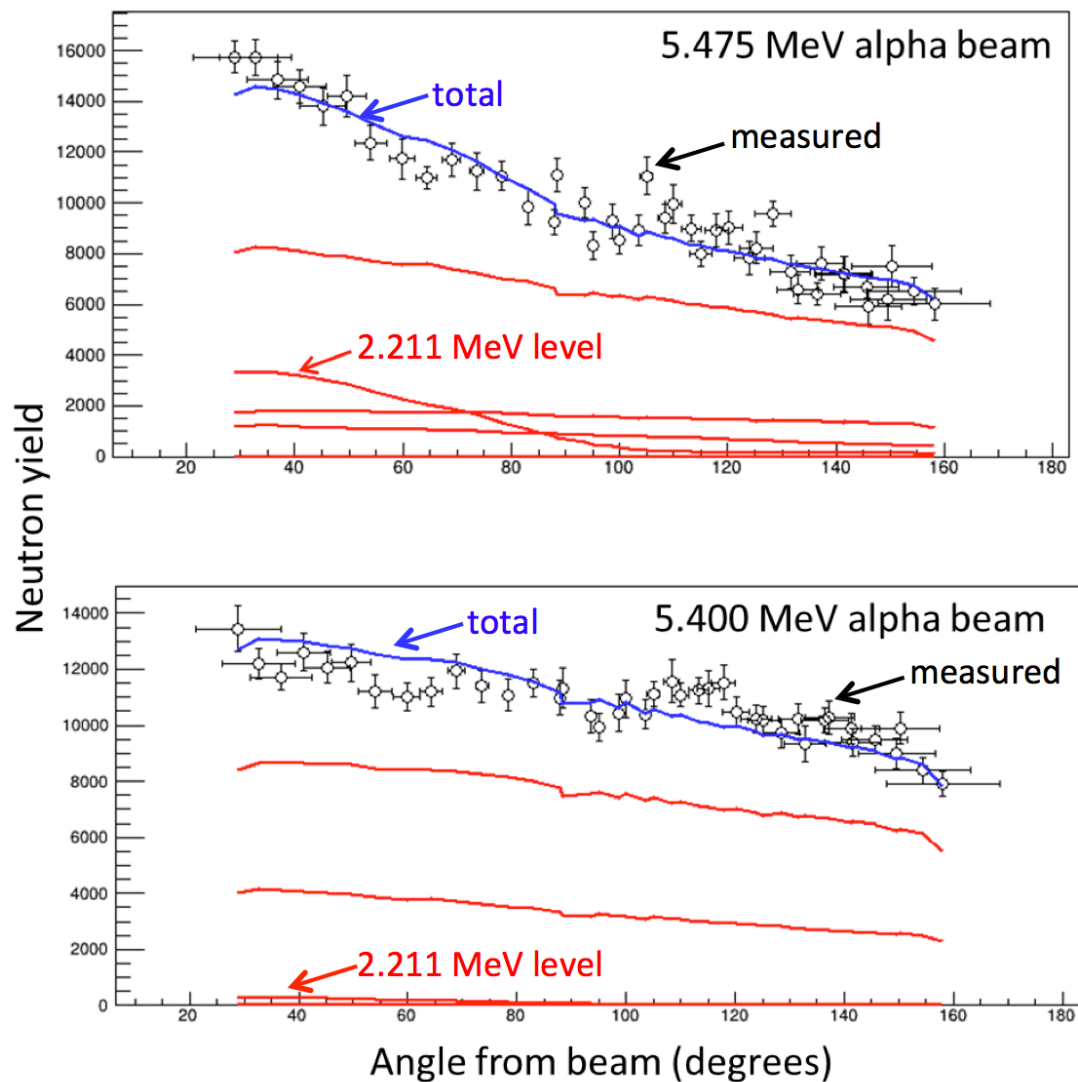 5.475 MeV alpha beam
16000
14000
total
measured
12000
10000
8000
6000
2.211 MeV level
4000
2000
0
20 40 60 80 100 120 140 160 180
Neutron yield
5.400 MeV alpha beam
14000
total
measured
12000
10000
8000
6000
4000
2.211 MeV level
2000
0
20 40 60 80 100 120 140 160 180
Angle from beam (degrees)